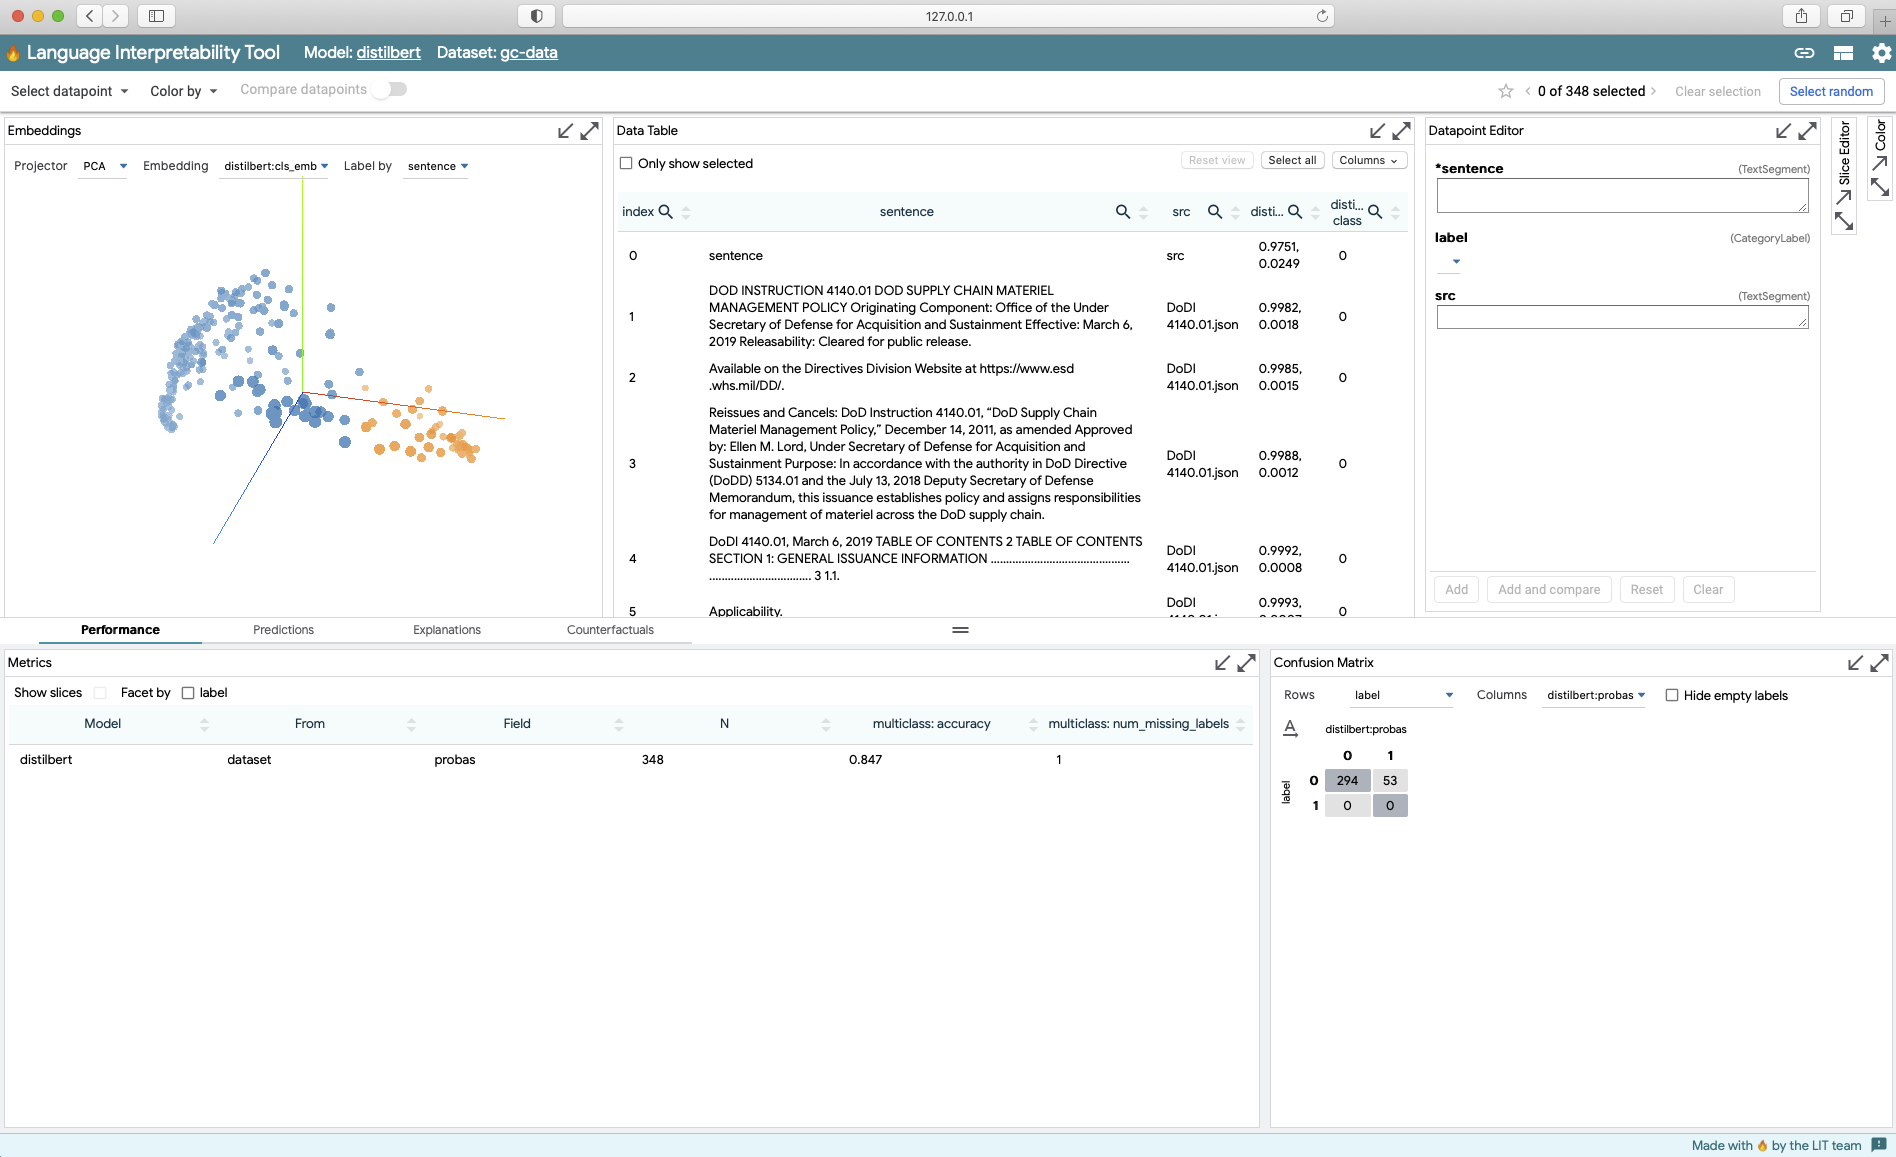 127.0.0.1
Language Interpretability Tool Model: distilbert Dataset: gc-data
Select datapoint Color by Compare datapoints 0 of 348 selected Clear selection Select random
Embeddings
Projector PCA Embedding distilbert:cls_emb Label by sentence
Data Table
Only show selected Reset view Select all Columns
index sentence src disti... disti... class
0 sentence src 0.9751, 0.0249 0
1 DOD INSTRUCTION 4140.01 DOD SUPPLY CHAIN MATERIEL
MANAGEMENT POLICY Originating Component: Office of the Under
Secretary of Defense for Acquisition and Sustainment Effective: March 6,
2019 Releasability: Cleared for public release.
DoDI 4140.01.json 0.9982, 0.0018 0
2 Available on the Directives Division Website at https://www.esd
.whs.mil/DD/.
DoDI 4140.01.json 0.9985, 0.0015 0
3 Reissues and Cancels: DoD Instruction 4140.01, “DoD Supply Chain
Materiel Management Policy,” December 14, 2011, as amended Approved
by: Ellen M. Lord, Under Secretary of Defense for Acquisition and
Sustainment Purpose: In accordance with the authority in DoD Directive
(DoDD) 5134.01 and the July 13, 2018 Deputy Secretary of Defense
Memorandum, this issuance establishes policy and assigns responsibilities
for management of materiel across the DoD supply chain.
DoDI 4140.01.json 0.9988, 0.0012 0
4 DoDI 4140.01, March 6, 2019 TABLE OF CONTENTS 2 TABLE OF CONTENTS
SECTION 1: GENERAL ISSUANCE INFORMATION .............................................
................................. 3 1.1.
DoDI 4140.01.json 0.9992, 0.0008 0
5 Applicability. DoDI 0.9993, 0
Datapoint Editor
*sentence (TextSegment)
label (CategoryLabel)
src (TextSegment)
Add Add and compare Reset Clear
Slice Editor
Color
Performance Predictions Explanations Counterfactuals
Metrics
Show slices Facet by label
Model From Field N multiclass: accuracy multiclass: num_missing_labels
distilbert dataset probas 348 0.847 1
Confusion Matrix
Rows label Columns distilbert:probas Hide empty labels
A distilbert:probas
0 1
label
0 294 53
1 0 0
Made with by the LIT team